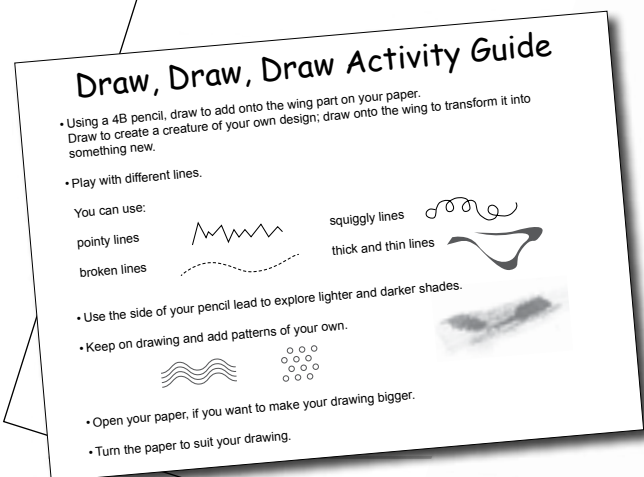 Draw, Draw, Draw Activity Guide
• Using a 4B pencil, draw to add onto the wing part on your paper.
Draw to create a creature of your own design; draw onto the wing to transform it into
something new.
• Play with different lines.
You can use:
pointy lines
broken lines
squiggly lines
thick and thin lines
• Use the side of your pencil lead to explore lighter and darker shades.
• Keep on drawing and add patterns of your own.
• Open your paper, if you want to make your drawing bigger.
• Turn the paper to suit your drawing.